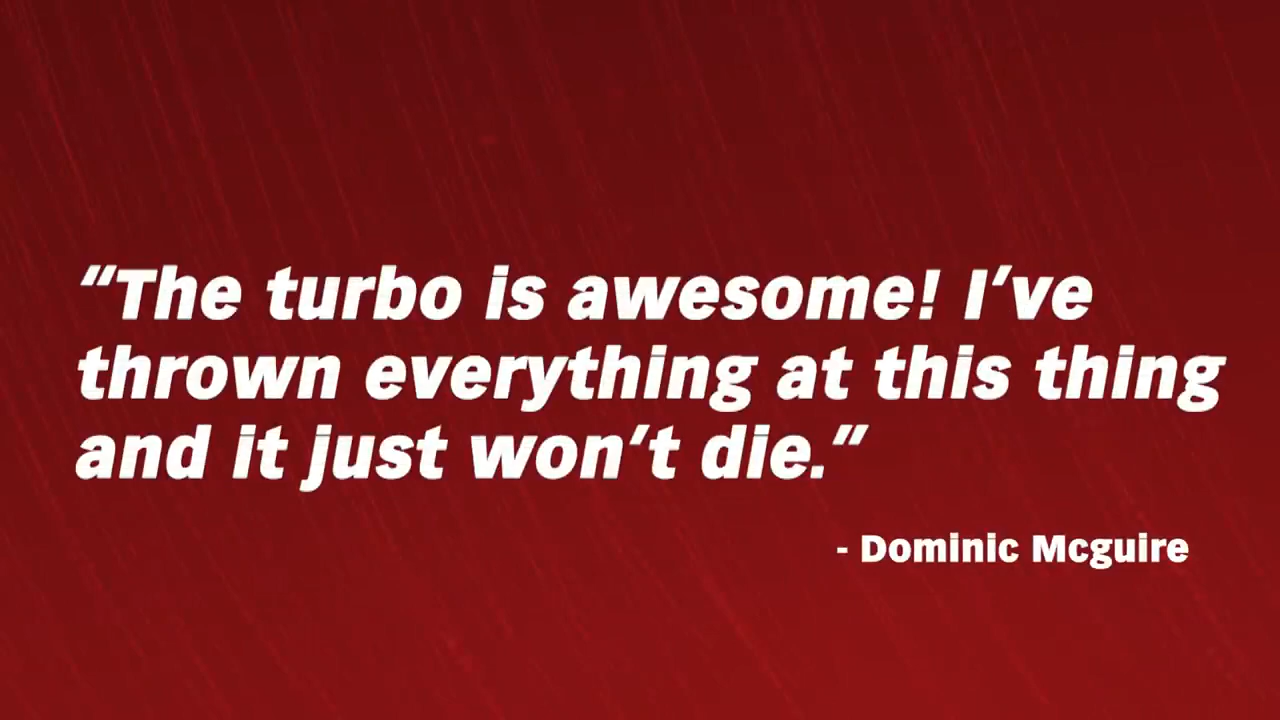 “The turbo is awesome! I’ve
thrown everything at this thing
and it just won’t die.”
- Dominic Mcguire